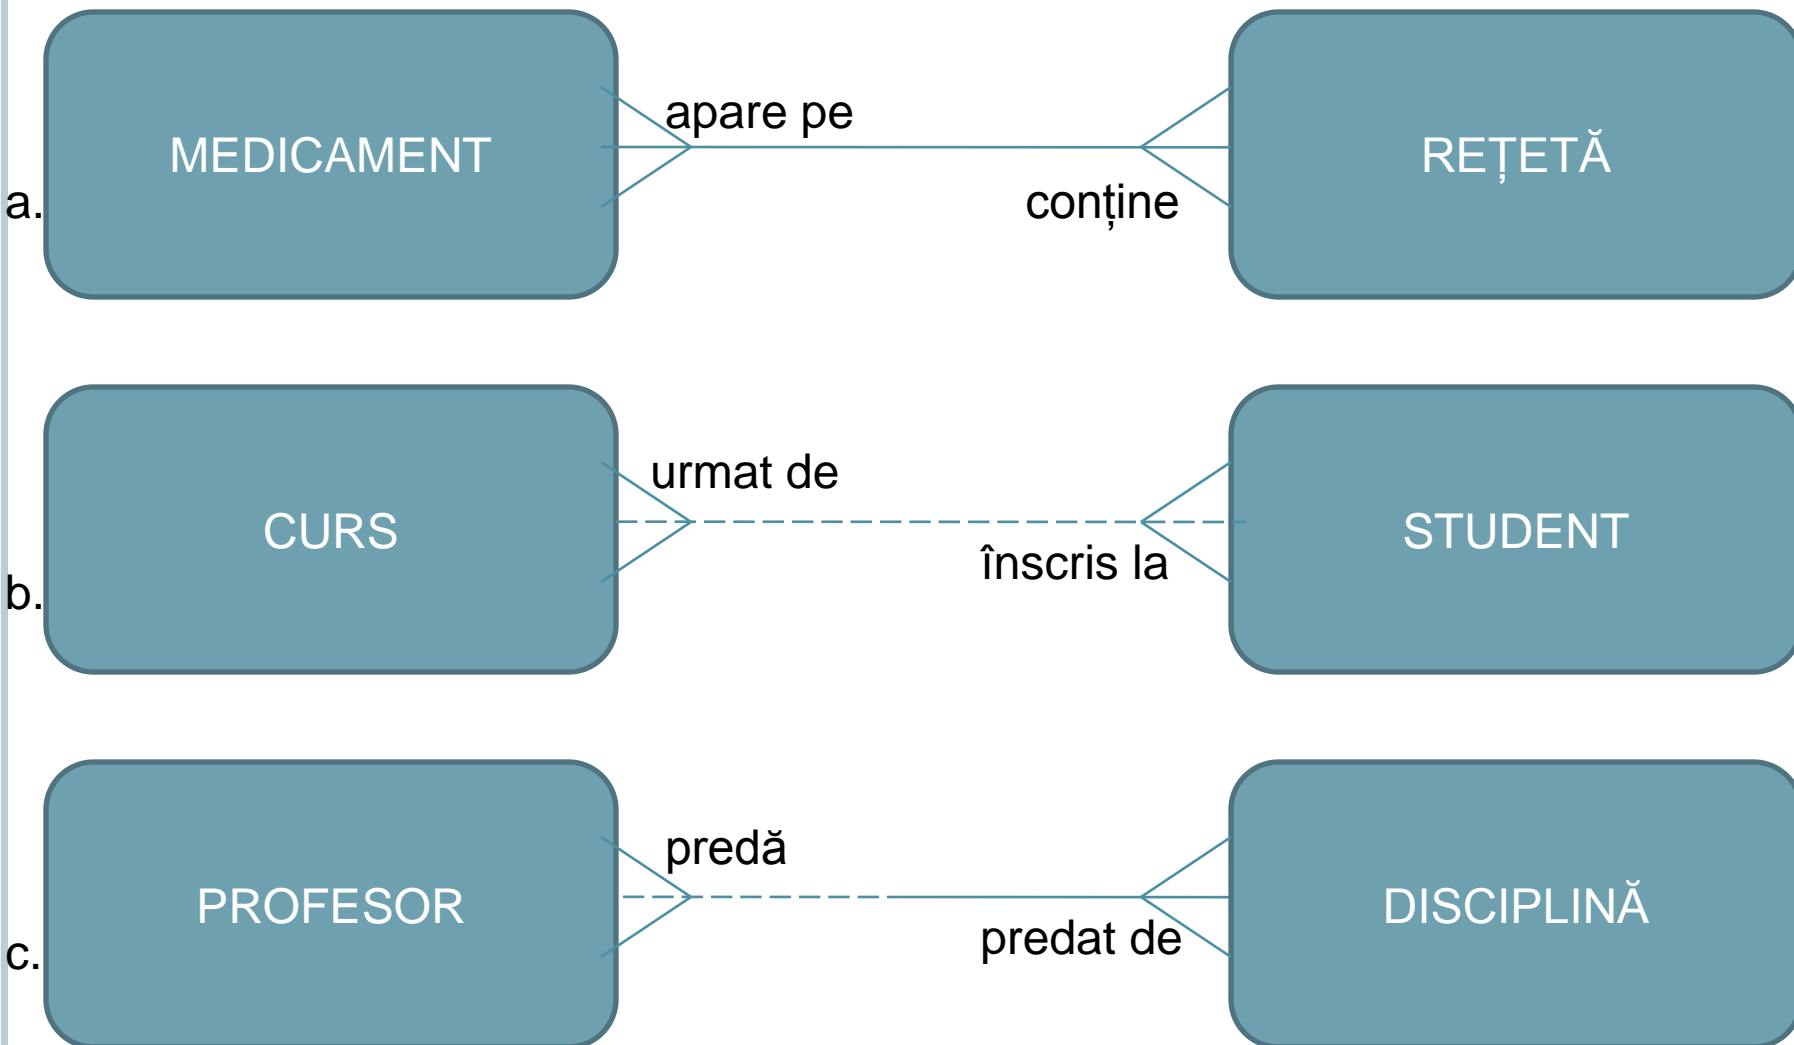 a.
MEDICAMENT
apare pe
conține
REȚETĂ
b.
CURS
urmat de
înscris la
STUDENT
c.
PROFESOR
predă
predat de
DISCIPLINĂ